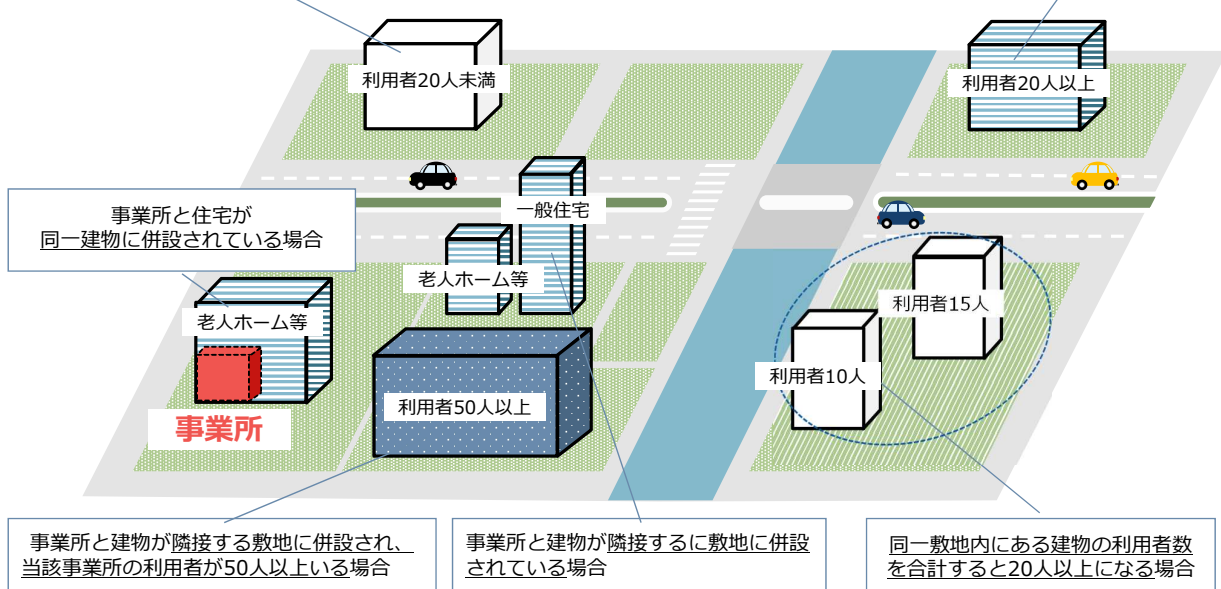 利用者20人未満
利用者20人以上
事業所と住宅が
同一建物に併設されている場合
一般住宅
老人ホーム等
老人ホーム等
利用者15人
利用者10人
利用者50人以上
事業所
事業所と建物が隣接する敷地に併設され、
当該事業所の利用者が50人以上いる場合
事業所と建物が隣接するに敷地に併設
されている場合
同一敷地内にある建物の利用者数
を合計すると20人以上になる場合